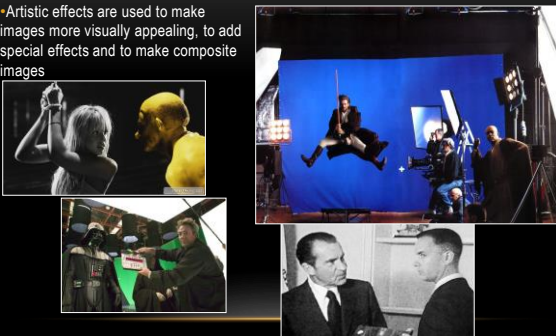 •Artistic effects are used to make
images more visually appealing, to add
special effects and to make composite
images